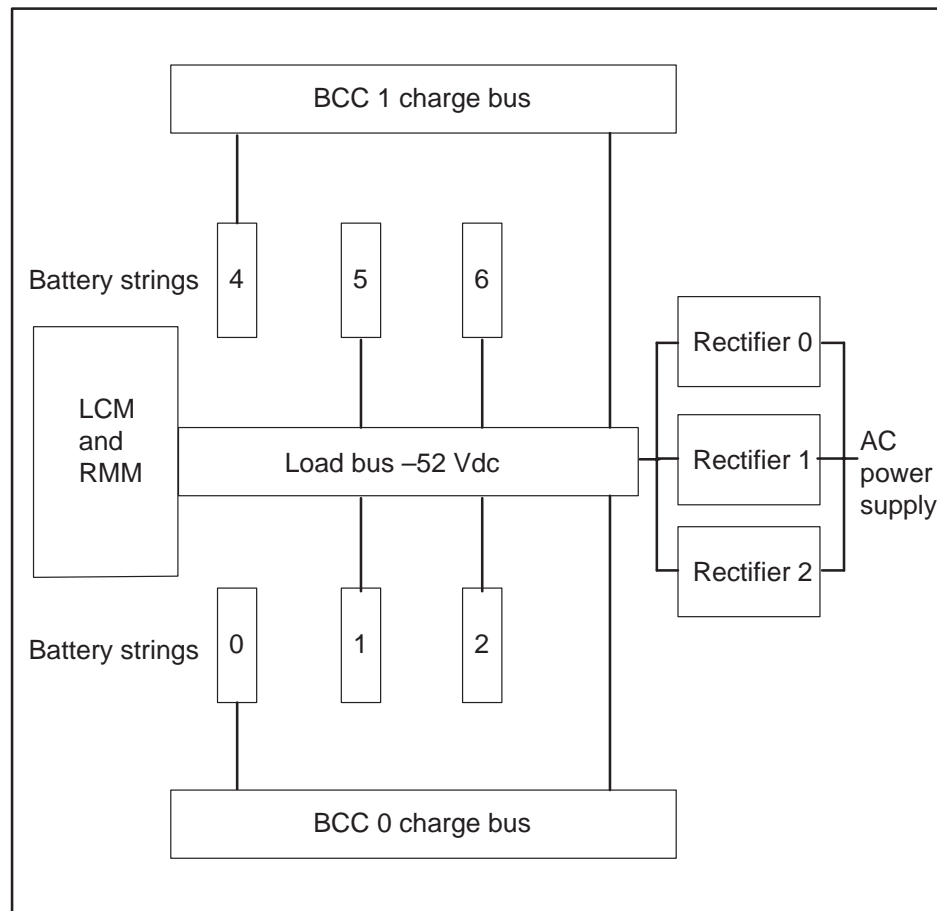 BCC 1 charge bus
Battery strings
4
5
6
LCM
and
RMM
Load bus –52 Vdc
Rectifier 0
Rectifier 1
Rectifier 2
AC
power
supply
Battery strings
0
1
2
BCC 0 charge bus